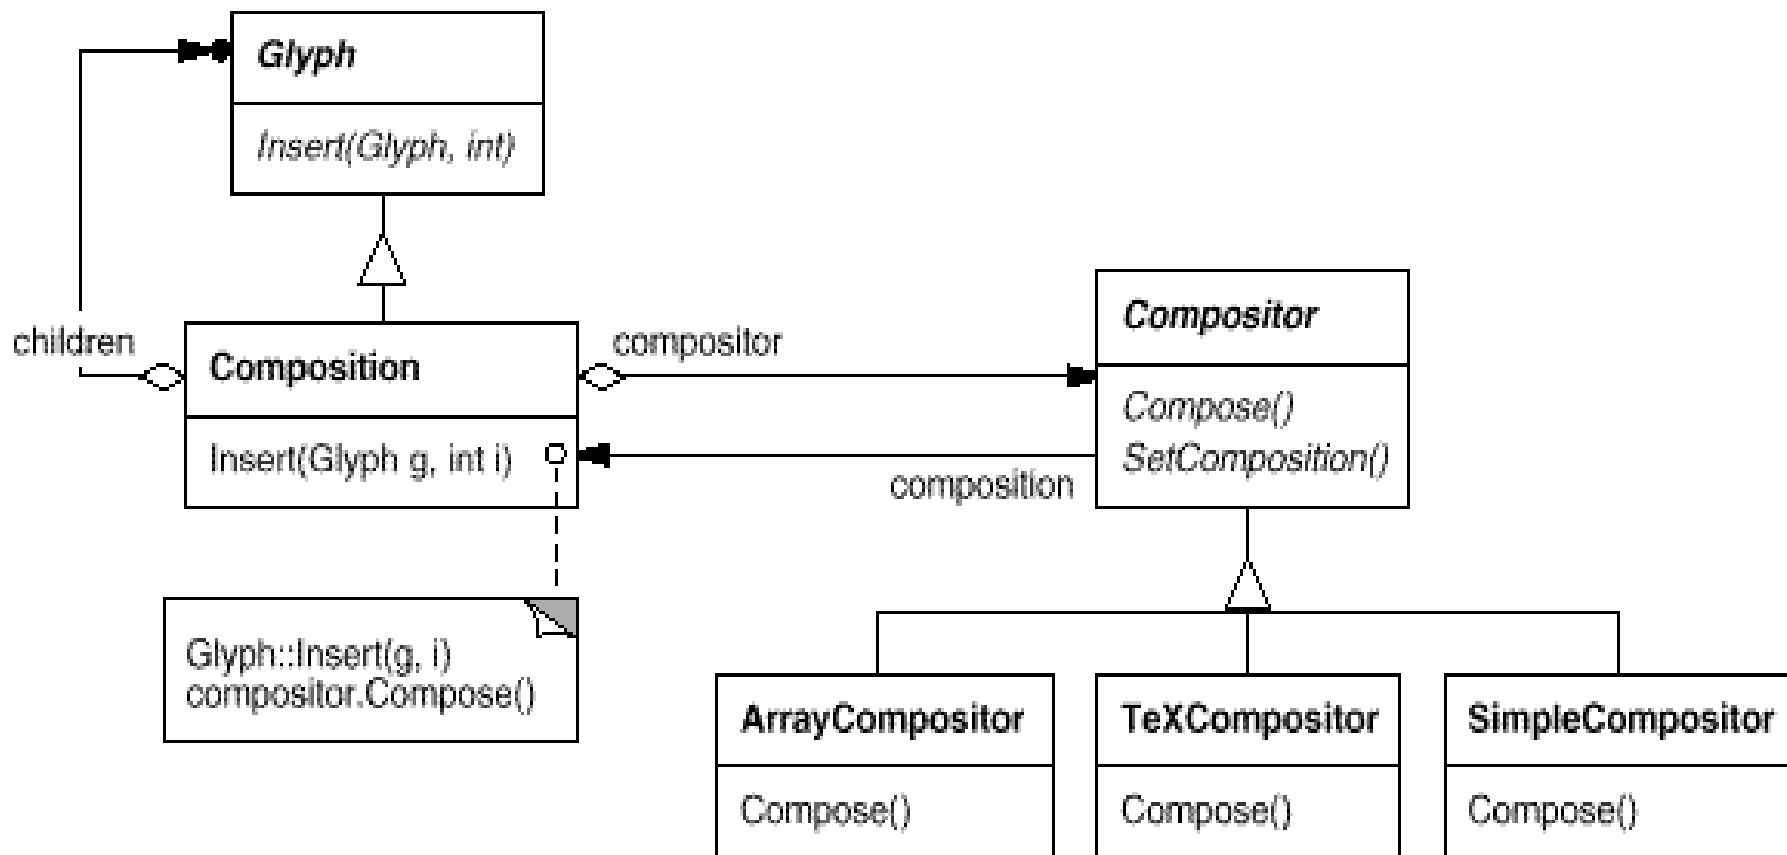 Glyph
Insert(Glyph, int)
children
Composition
Insert(Glyph g, int i)
compositor
composition
Compositor
Compose()
SetComposition()
Glyph::Insert(g, i)
compositor.Compose()
ArrayCompositor
Compose()
TeXCompositor
Compose()
SimpleCompositor
Compose()